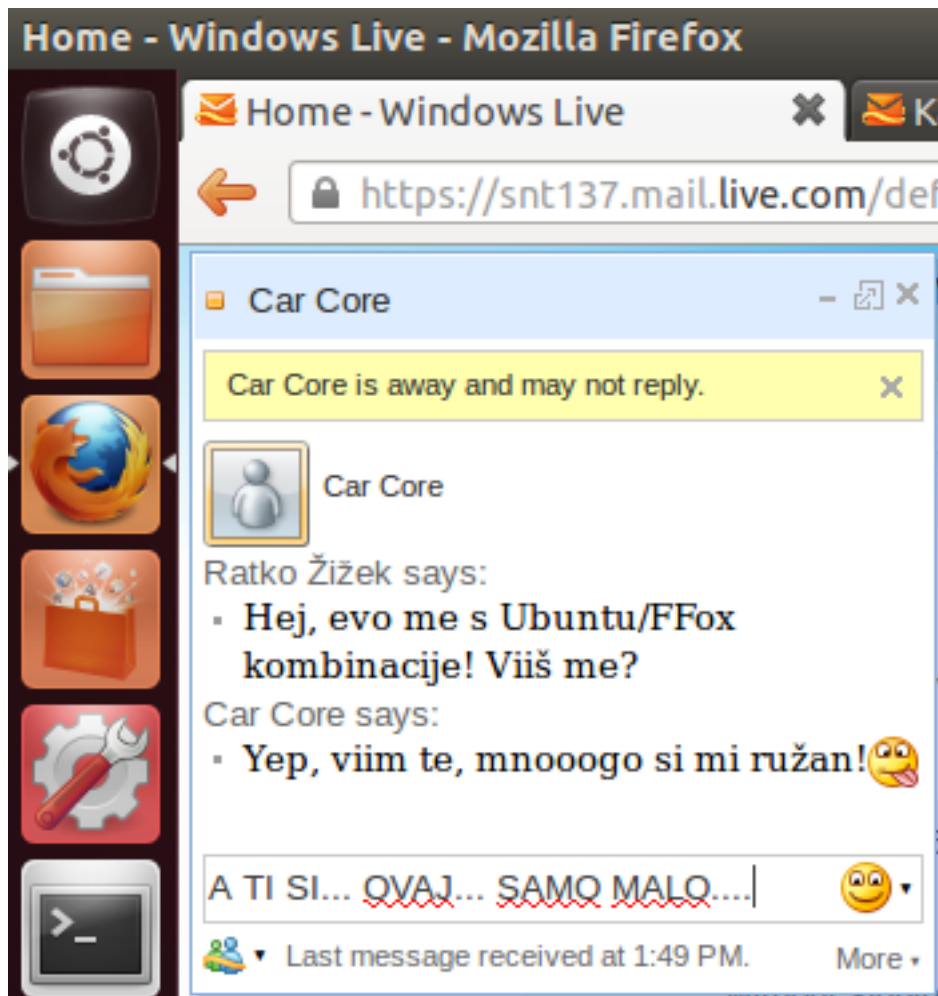 Home - Windows Live - Mozilla Firefox
Home - Windows Live
K
https://snt137.mail.live.com/def
Car Core
Car Core is away and may not reply.
Car Core
Ratko Žižek says:
Hej, evo me s Ubuntu/FFox
kombinacije! Viiš me?
Car Core says:
Yep, viim te, mnooogo si mi ružan!
A TI SI... OVAJ... SAMO MALO....
Last message received at 1:49 PM.
More